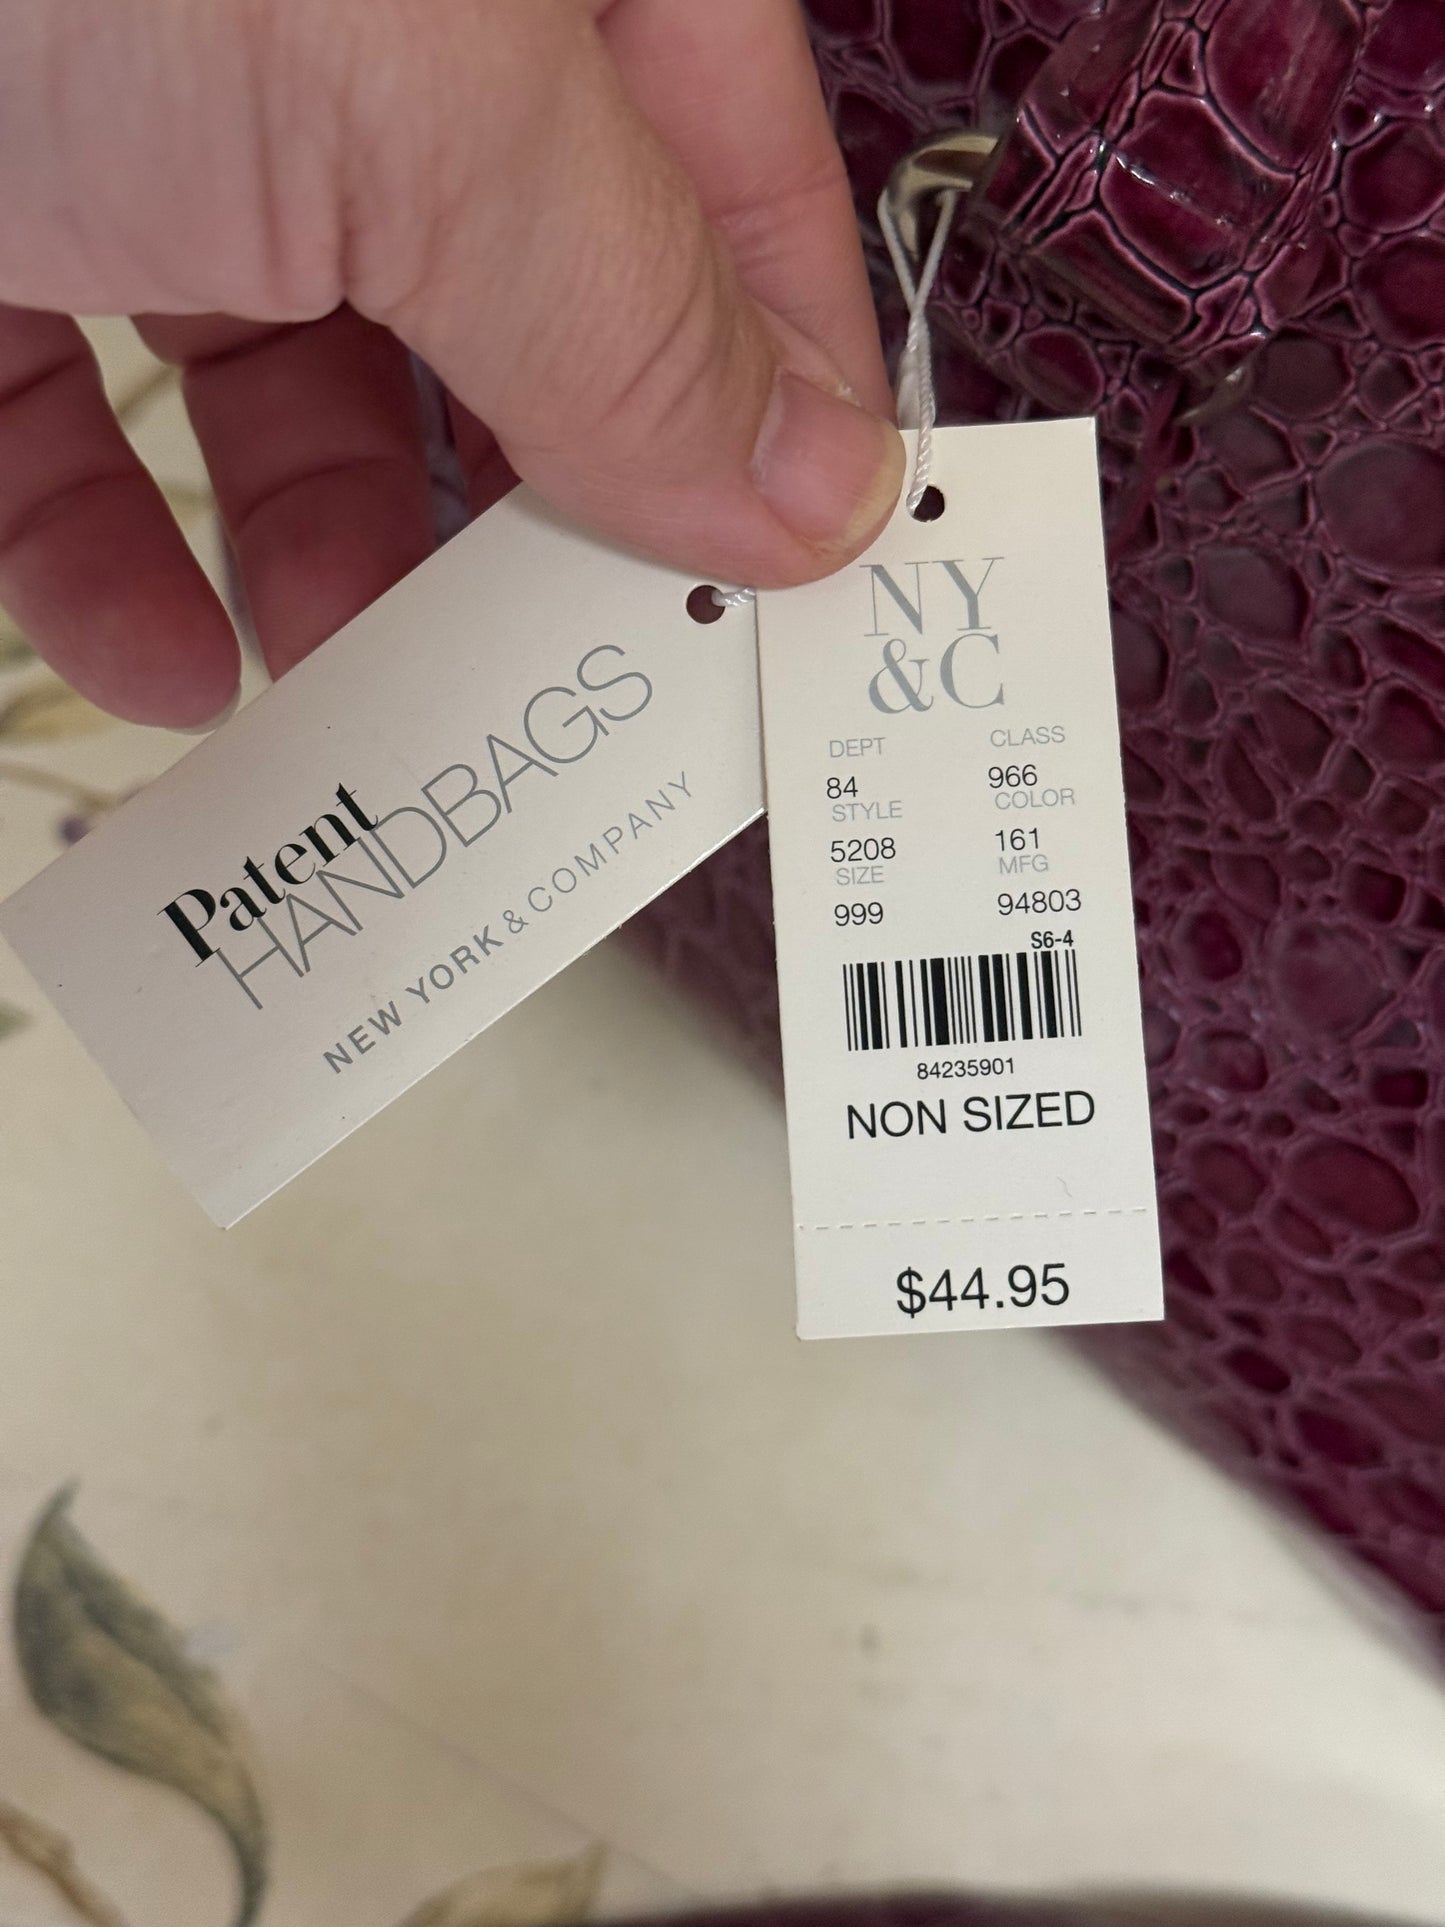 Patent
HANDBAGS
NEW YORK & COMPANY
NY
&C
DEPT CLASS
84 966
STYLE COLOR
5208 161
SIZE MFG
999 94803
S6-4
84235901
NON SIZED
$44.95